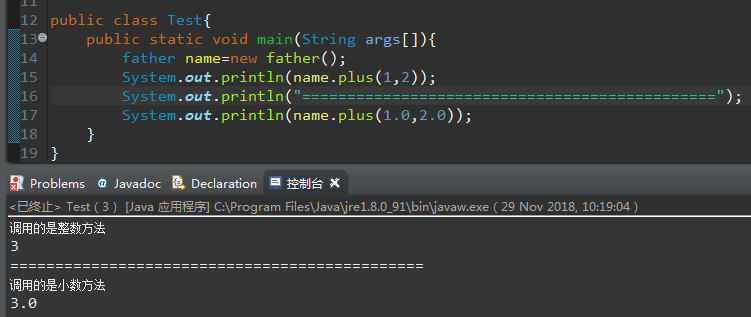 11
12 public class Test{
13 public static void main(String args[]){
14 father name=new father();
15 System.out.println(name.plus(1,2));
16 System.out.println("==============================================");
17 System.out.println(name.plus(1.0,2.0));
18 }
19 }
Problems @ Javadoc Declaration 控制台
<已终止> Test ( 3 ) [Java 应用程序] C:\Program Files\Java\jre1.8.0_91\bin\javaw.exe ( 29 Nov 2018, 10:19:04 )
调用的是整数方法
3
==============================================
调用的是小数方法
3.0